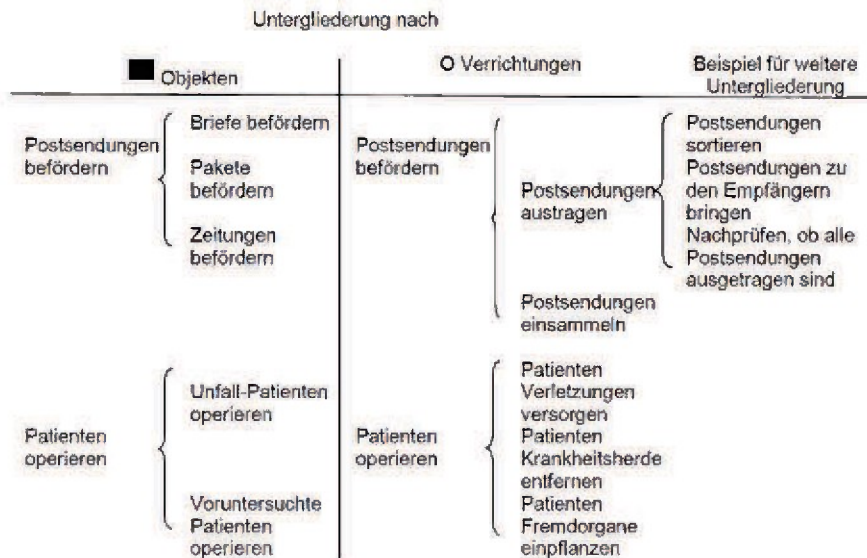 Untergliederung nach
Objekten
O Verrichtungen
Beispiel für weitere
Untergliederung
Postsendungen
befördern
Briefe befördern
Pakete
befördern
Zeitungen
befördern
Postsendungen
befördern
Postsendungen
austragen
Postsendungen
einsammeln
Postsendungen
sortieren
Postsendungen zu
den Empfängern
bringen
Nachprüfen, ob alle
Postsendungen
ausgetragen sind
Patienten
operieren
Unfall-Patienten
operieren
Voruntersuchte
Patienten
operieren
Patienten
operieren
Patienten
Verletzungen
versorgen
Patienten
Krankheitsherde
entfernen
Patienten
Fremdorgane
einpflanzen